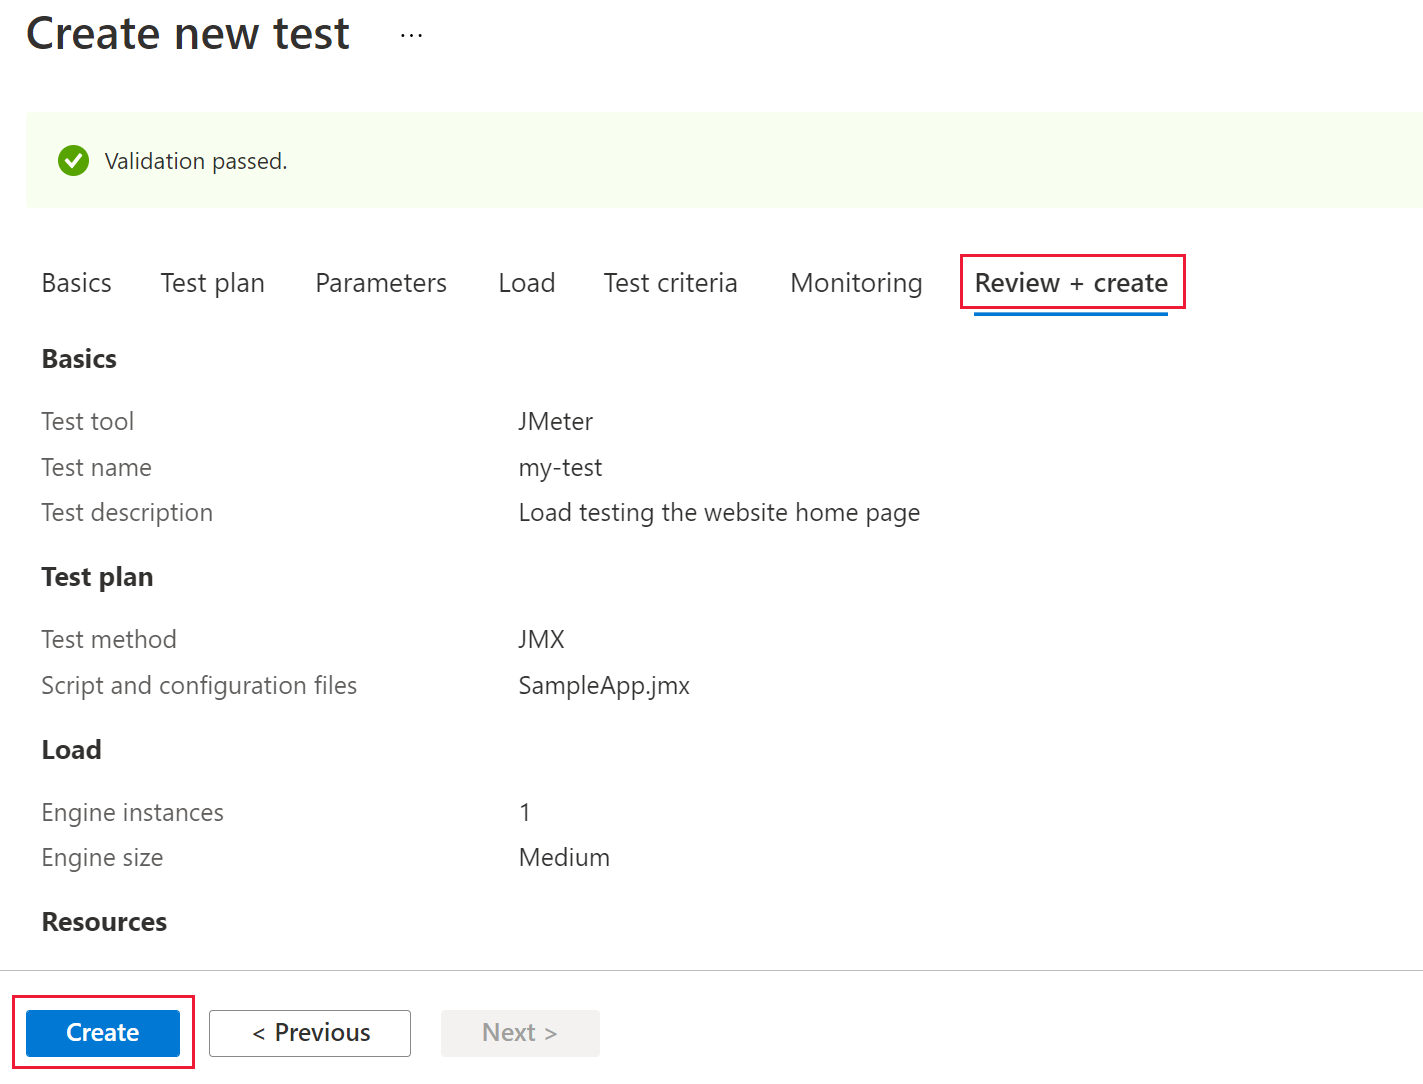 Create new test ...
Validation passed.
Basics Test plan Parameters Load Test criteria Monitoring Review + create
Basics
Test tool JMeter
Test name my-test
Test description Load testing the website home page
Test plan
Test method JMX
Script and configuration files SampleApp.jmx
Load
Engine instances 1
Engine size Medium
Resources
Create < Previous Next >